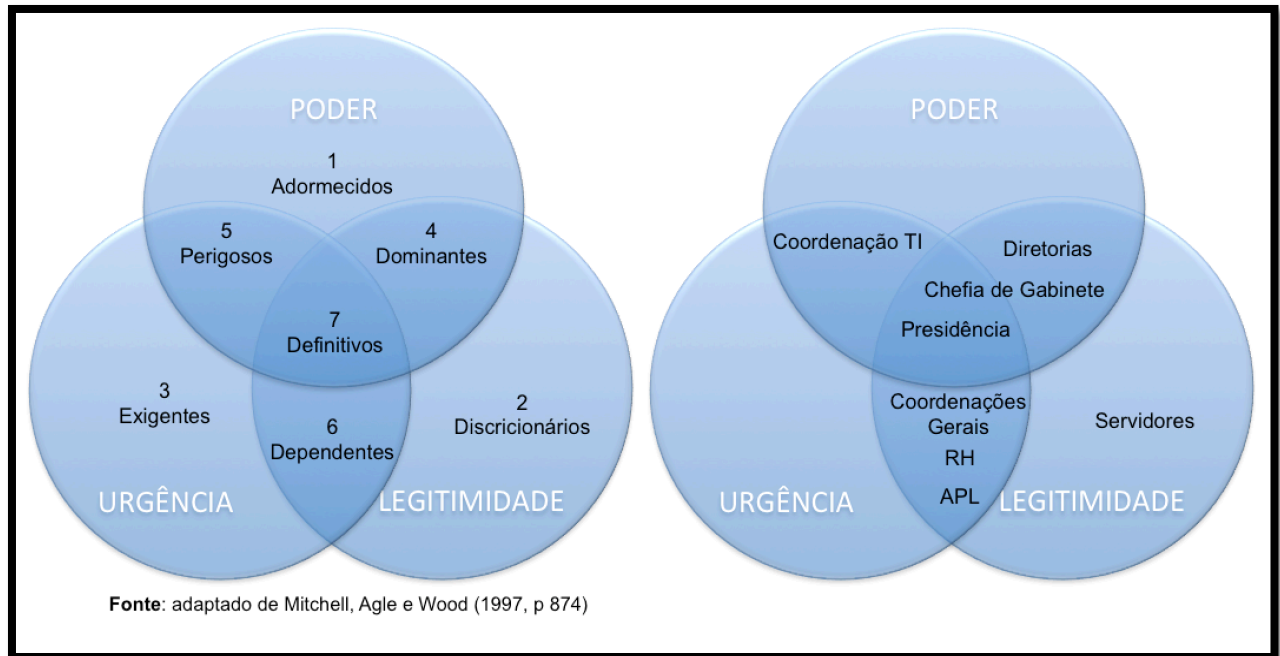 PODER
1
Adormecidos
5
Perigosos
4
Dominantes
7
Definitivos
3
Exigentes
2
Discricionários
6
Dependentes
URGÊNCIA
LEGITIMIDADE
PODER
Coordenação TI
Diretorias
Chefia de Gabinete
Presidência
Coordenações
Gerais
Servidores
RH
APL
URGÊNCIA
LEGITIMIDADE
Fonte: adaptado de Mitchell, Agle e Wood (1997, p 874)